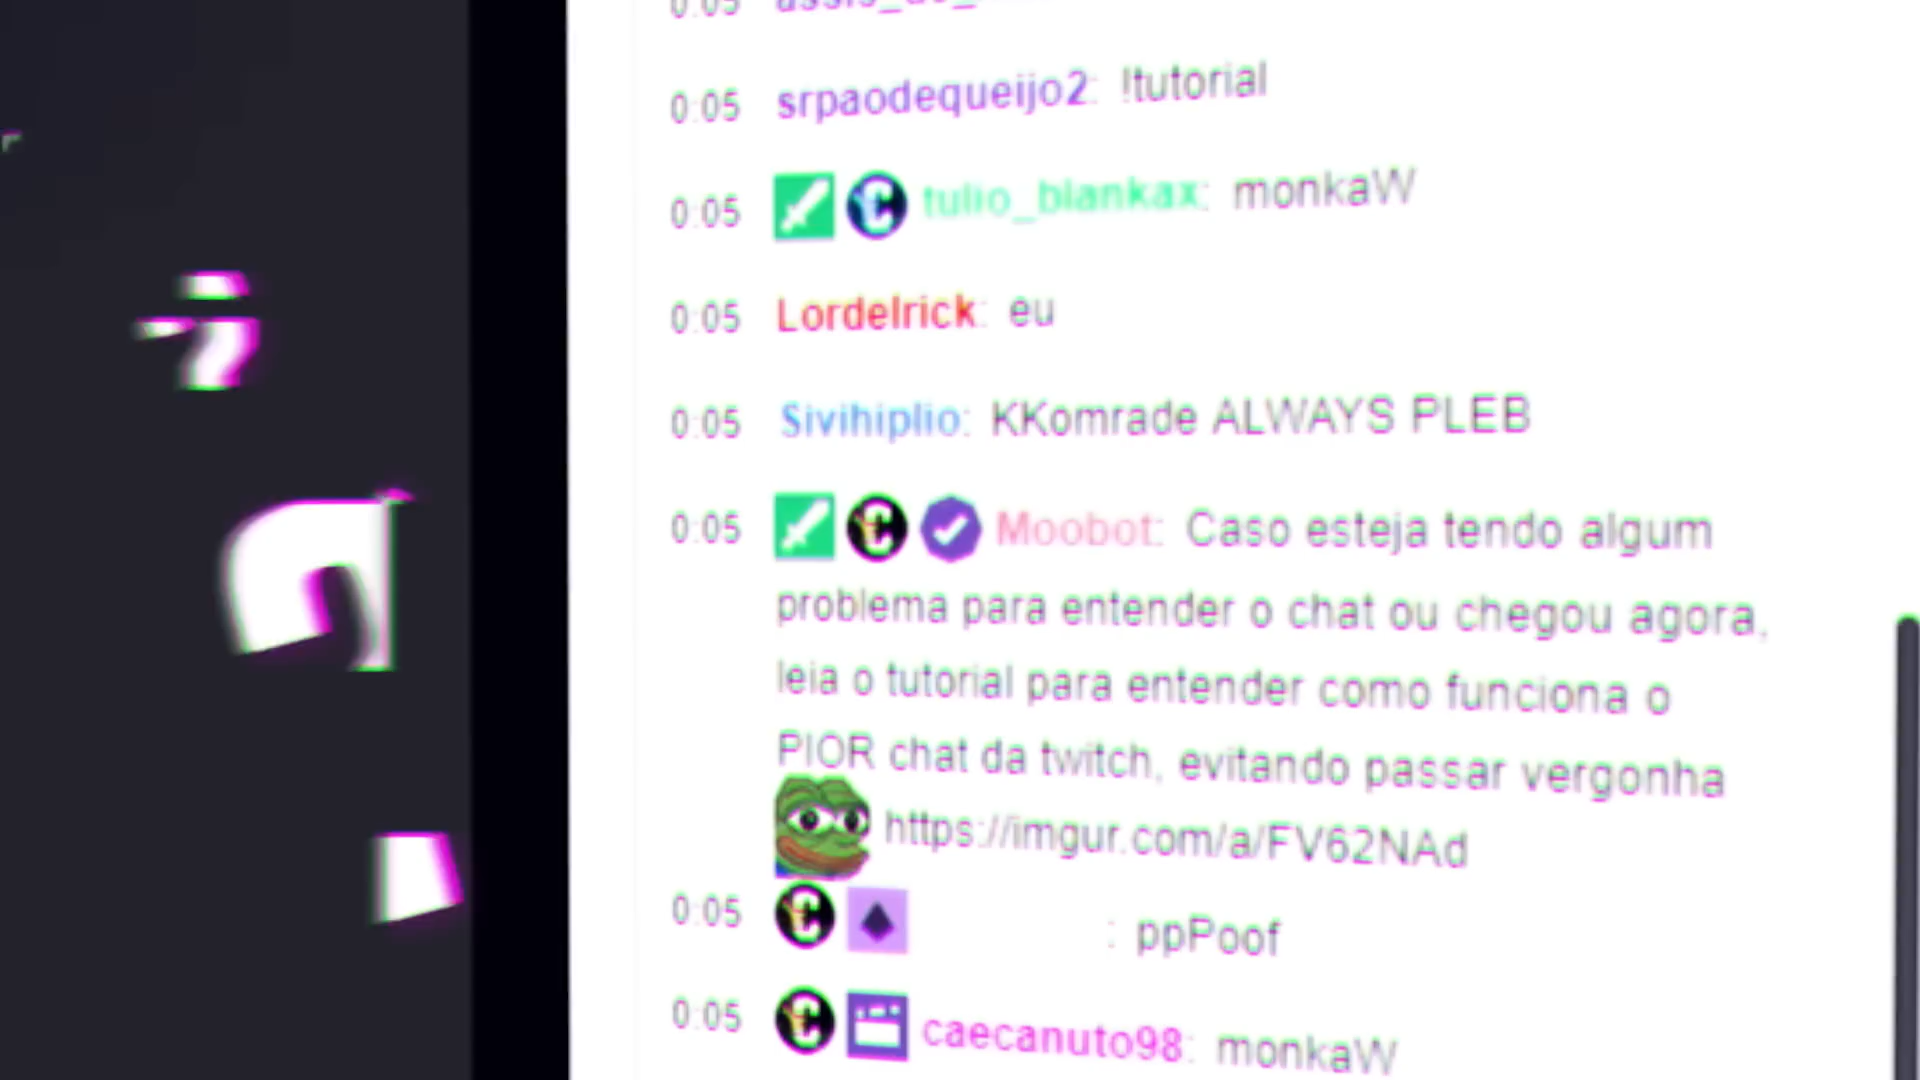 0:05
0:05 srpaodequeijo2: !tutorial
0:05 tulio_blankax: monkaW
0:05 Lordelrick: eu
0:05 Sivihiplio: KKomrade ALWAYS PLEB
0:05 Moobot: Caso esteja tendo algum
problema para entender o chat ou chegou agora,
leia o tutorial para entender como funciona o
PIOR chat da twitch, evitando passar vergonha
https://imgur.com/a/FV62NAd
0:05 : ppPoof
0:05 caecanuto98: monkaW